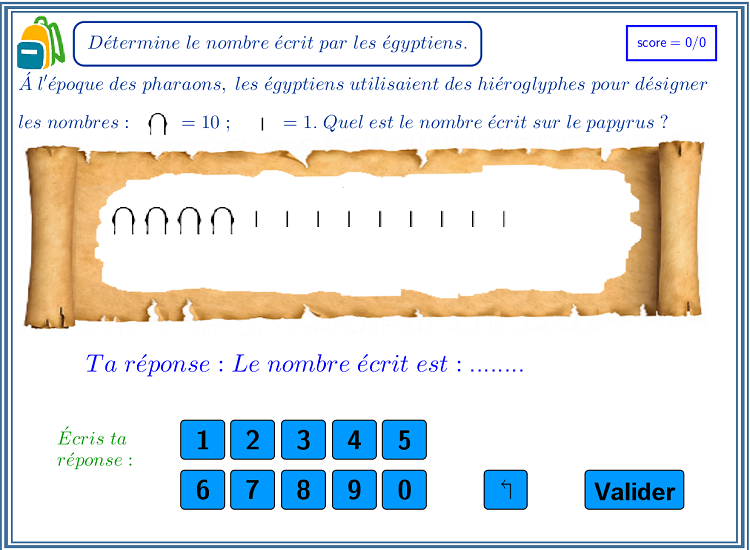 Détermine le nombre écrit par les égyptiens.
score = 0/0
Á l'époque des pharaons, les égyptiens utilisaient des hiéroglyphes pour désigner
les nombres : = 10 ; = 1. Quel est le nombre écrit sur le papyrus ?
Ta réponse : Le nombre écrit est : ........
Écris ta
réponse :
1 2 3 4 5
6 7 8 9 0 ↰ Valider